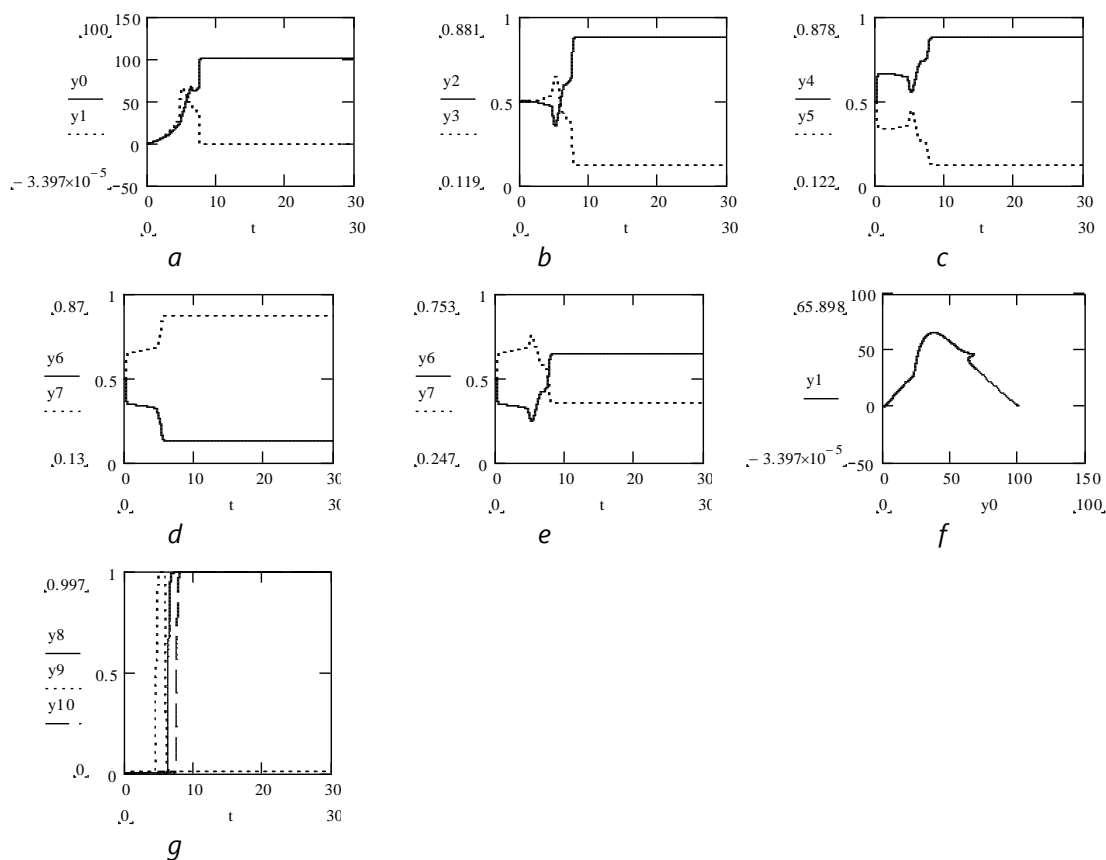 150
100
100
y0
50
y1
0
− 3.397×10⁻⁵
−50
0 10 20 30
0 t 30
a
1
0.881
y2
0.5
y3
0.119
0
0 10 20 30
0 t 30
b
1
0.878
y4
0.5
y5
0.122
0
0 10 20 30
0 t 30
c
1
0.87
y6
0.5
y7
0.13
0
0 10 20 30
0 t 30
d
1
0.753
y6
0.5
y7
0.247
0
0 10 20 30
0 t 30
e
100
65.898
50
y1
0
− 3.397×10⁻⁵
−50
0 50 100 150
0 y0 100
f
1
0.997
y8
0.5
y9
y10
0
0
0 10 20 30
0 t 30
g